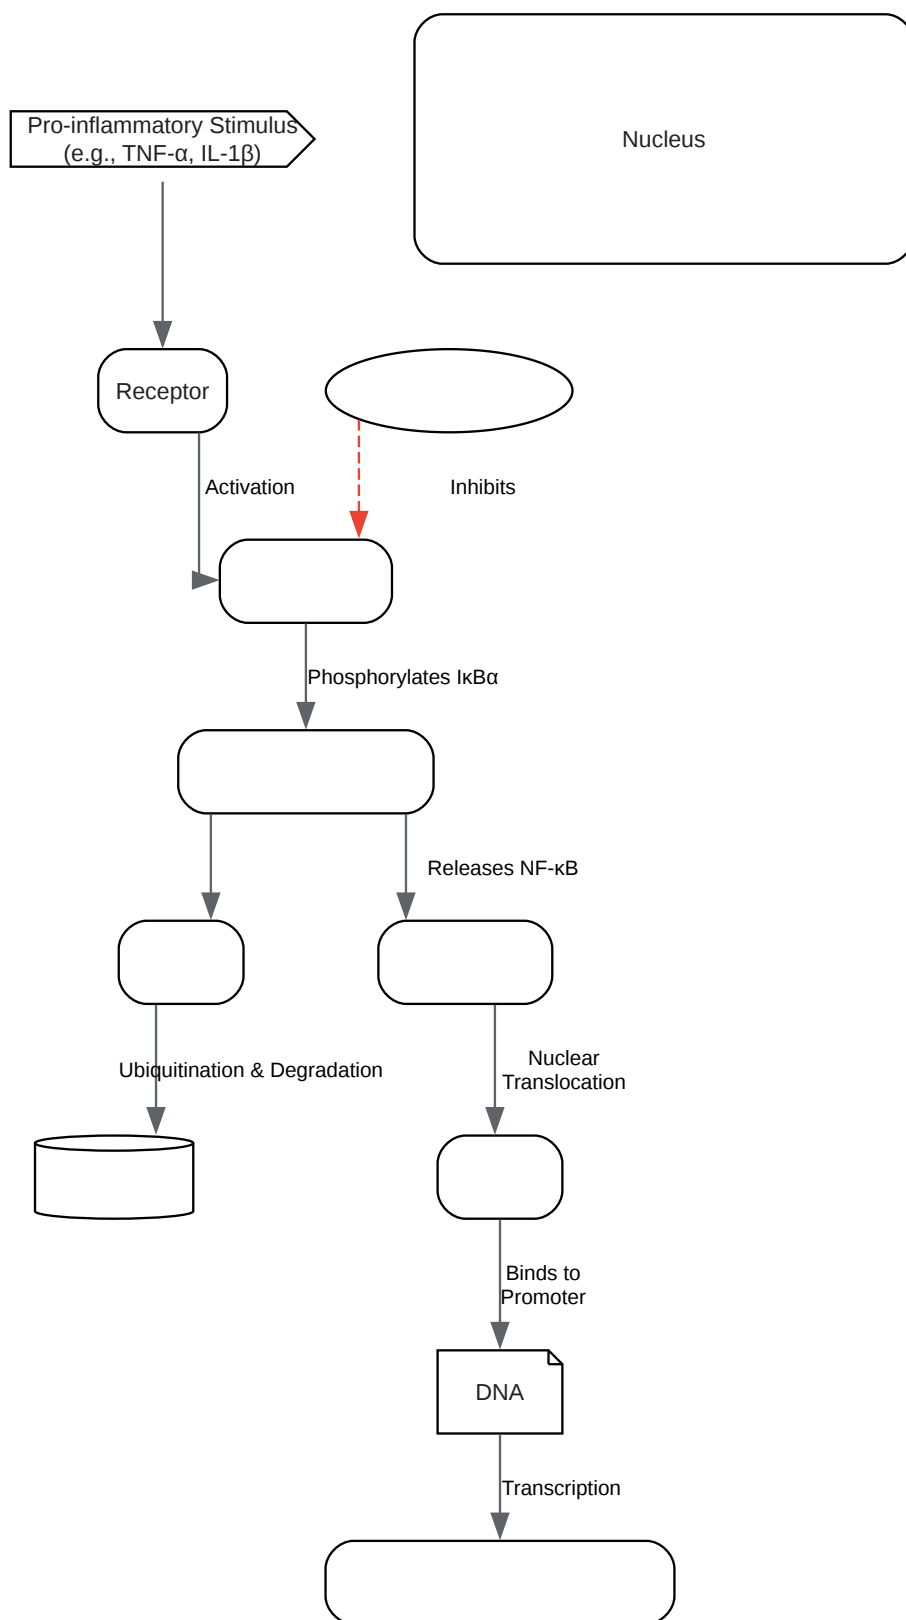 Pro-inflammatory Stimulus
(e.g., TNF-α, IL-1β)
Nucleus
Receptor
Activation
Inhibits
Phosphorylates IκBα
Releases NF-κB
Ubiquitination & Degradation
Nuclear
Translocation
Binds to
Promoter
DNA
Transcription